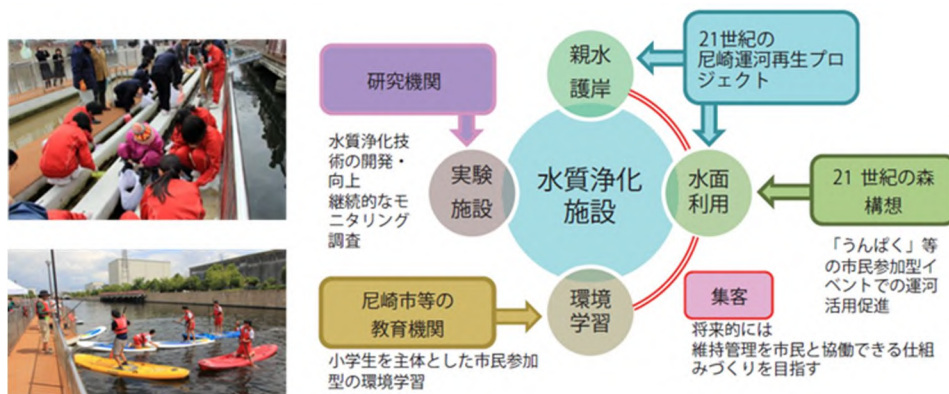 研究機関
水質浄化技
術の開発・
向上
継続的なモ
ニタリング
調査
親水
護岸
21世紀の
尼崎運河再生プロ
ジェクト
実験
施設
水質浄化
施設
水面
利用
21 世紀の森
構想
「うんぱく」等
の市民参加型イ
ベントでの運河
活用促進
尼崎市等の
教育機関
小学生を主体とした市民参加
型の環境学習
環境
学習
集客
将来的には
維持管理を市民と協働できる仕組
みづくりを目指す